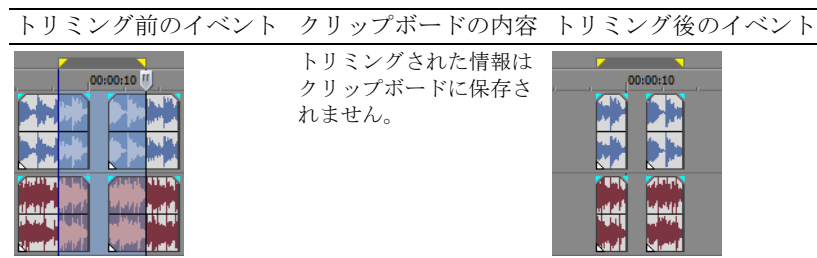 トリミング前のイベント クリップボードの内容 トリミング後のイベント
トリミングされた情報は
クリップボードに保存さ
れません。
00:00:10
00:00:10